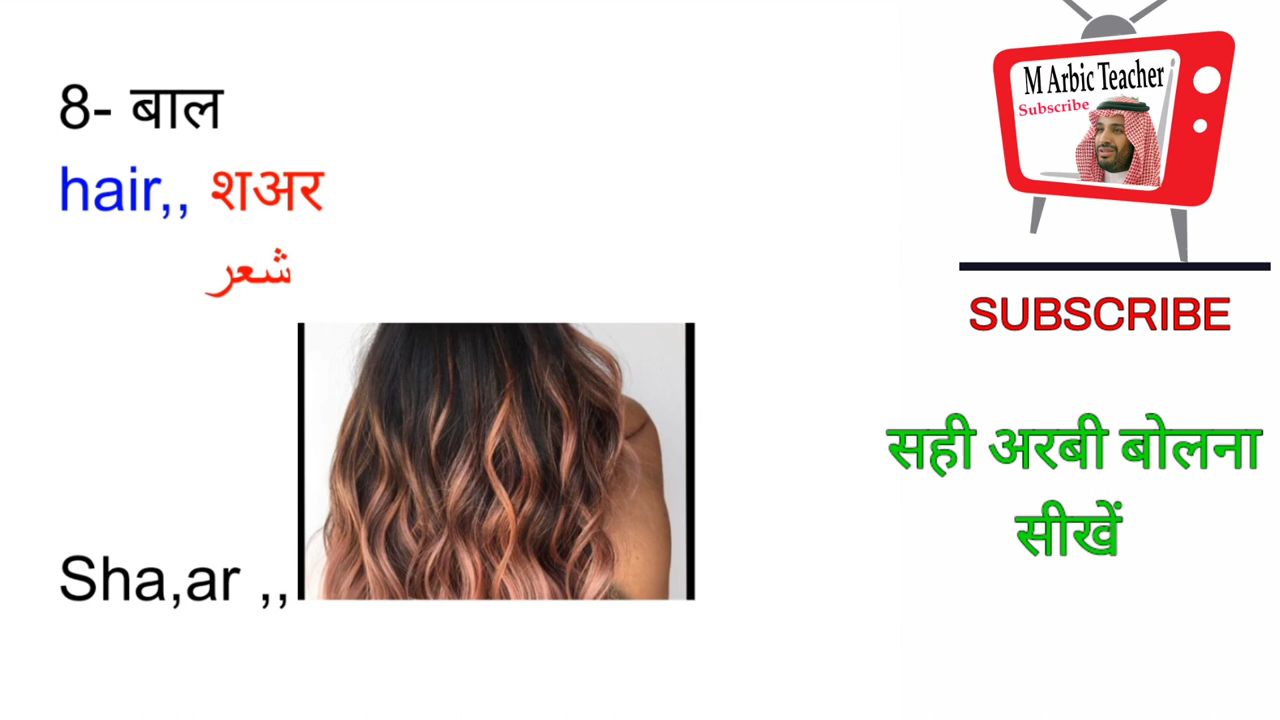 8- बाल
hair,, शअर
شعر
Sha,ar ,,
M Arbic Teacher
Subscribe
SUBSCRIBE
सही अरबी बोलना
सीखें